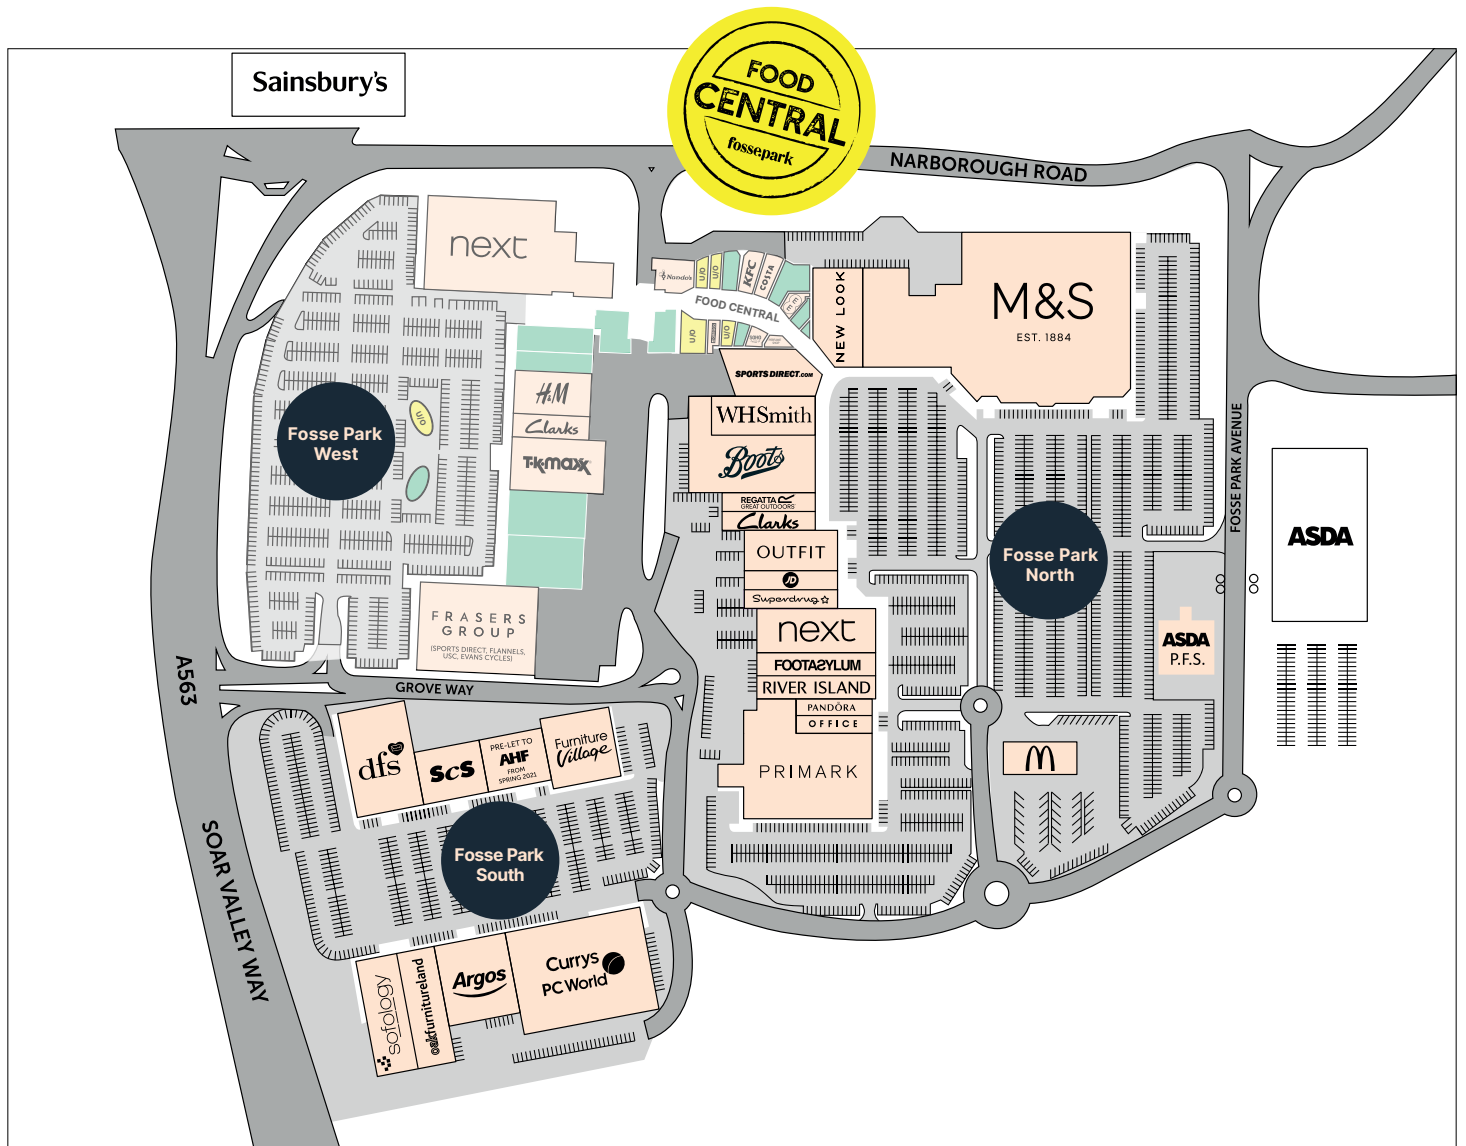 Sainsbury's
FOOD
CENTRAL
fossepark
NARBOROUGH ROAD
next
Nando's
U/O
U/O
KFC
COSTA
FOOD CENTRAL
U/O
U/O
NEW LOOK
M&S
EST. 1884
SPORTS DIRECT.COM
H&M
Clarks
TK maxx
WHSmith
Boots
REGATTA
GREAT OUTDOORS
Clarks
OUTFIT
JD
Superdrug
next
FOOTASYLUM
RIVER ISLAND
PANDÖRA
OFFICE
PRIMARK
Fosse Park
West
U/O
FRASERS
GROUP
(SPORTS DIRECT, FLANNELS,
USC, EVANS CYCLES)
Fosse Park
North
FOSSE PARK AVENUE
ASDA
ASDA
P.F.S.
A563
GROVE WAY
SOAR VALLEY WAY
dfs
ScS
PRE-LET TO
AHF
FROM
SPRING 2021
Furniture
Village
Fosse Park
South
sofology
oakfurnitureland
Argos
Currys
PC World
M